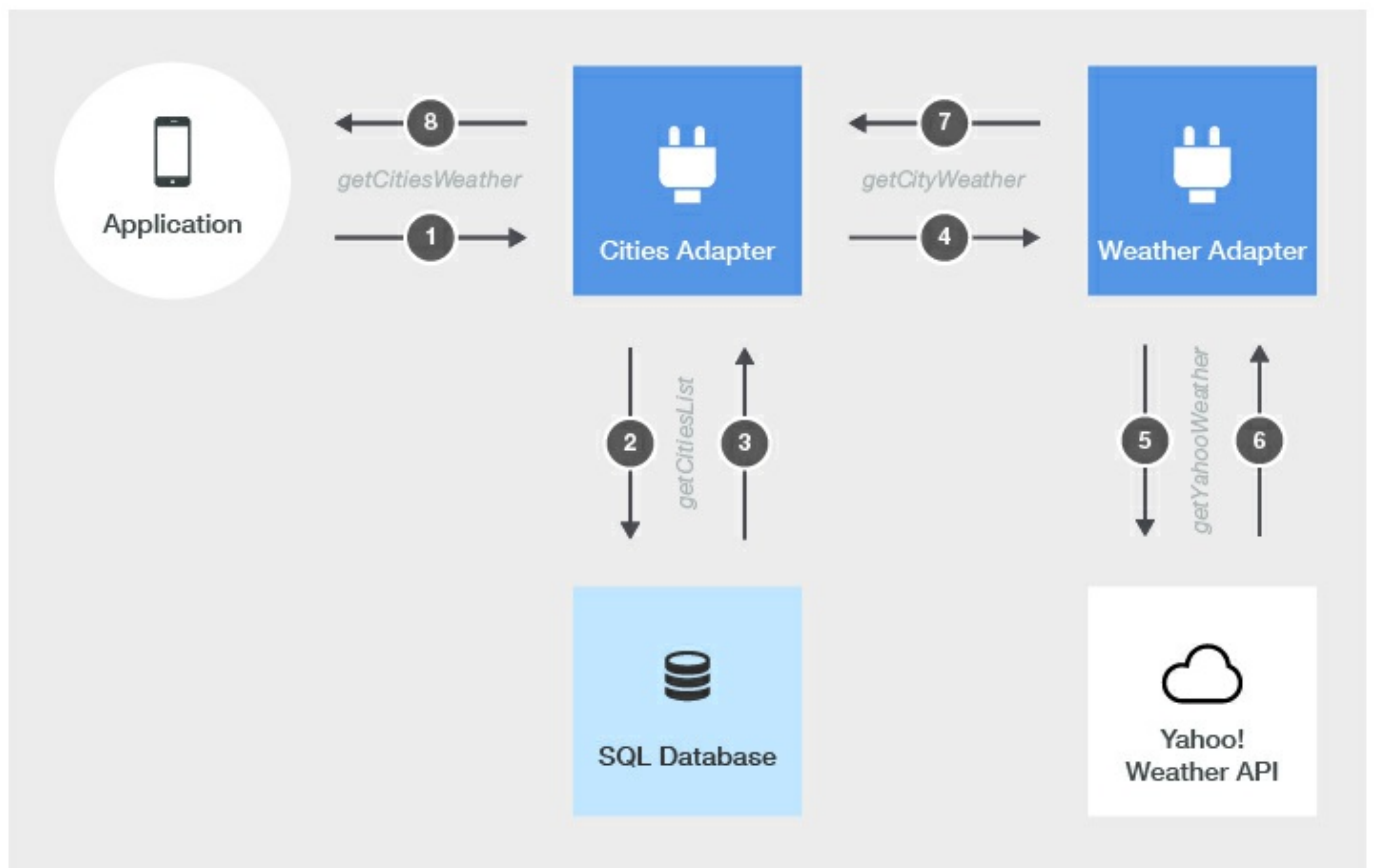 8
getCitiesWeather
1
Application
Cities Adapter
7
getCityWeather
4
Weather Adapter
2
getCitiesList
3
5
getYahooWeather
6
SQL Database
Yahoo!
Weather API